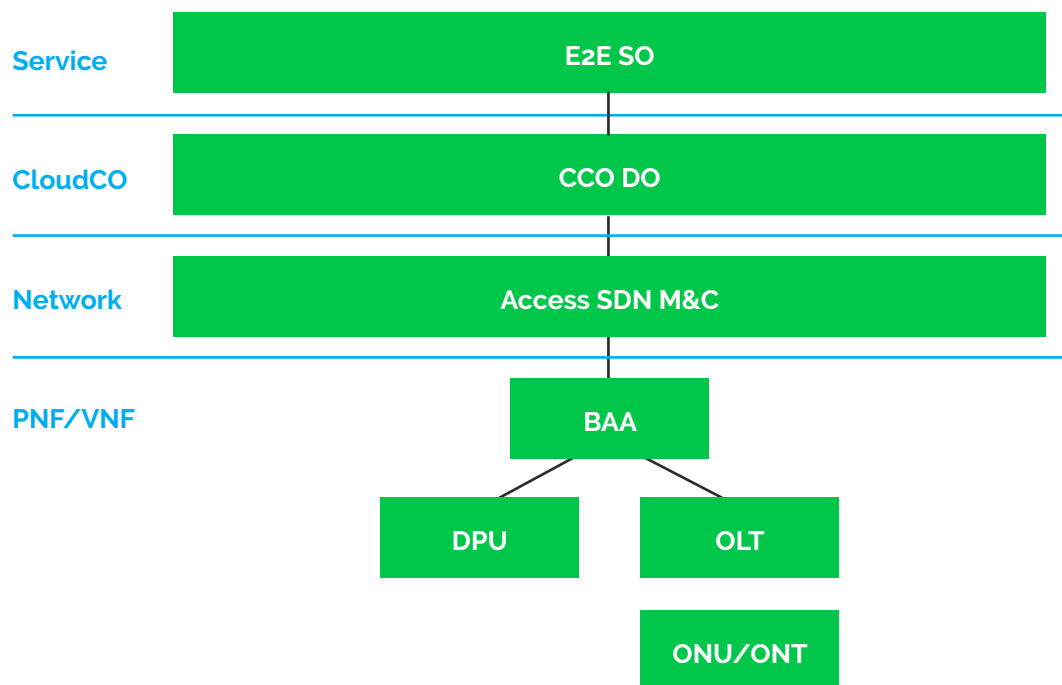 Service
E2E SO
CloudCO
CCO DO
Network
Access SDN M&C
PNF/VNF
BAA
DPU
OLT
ONU/ONT